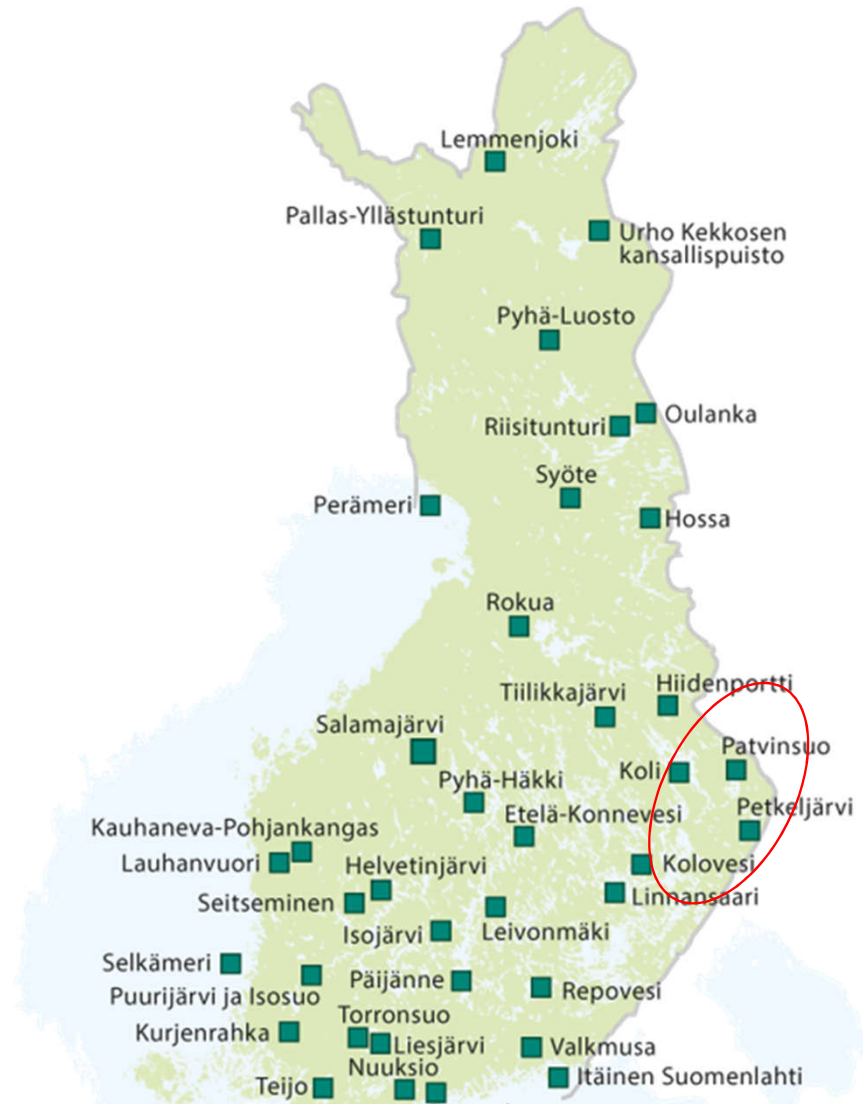 Lemmenjoki
Pallas-Yllästunturi
Urho Kekkosen
kansallispuisto
Pyhä-Luosto
Oulanka
Riisitunturi
Syöte
Perämeri
Hossa
Rokua
Hiidenportti
Tiilikkajärvi
Salamajärvi
Patvinsuo
Koli
Pyhä-Häkki
Petkeljärvi
Etelä-Konnevesi
Kauhaneva-Pohjankangas
Lauhanvuori
Helvetinjärvi
Kolovesi
Linnansaari
Seitseminen
Leivonmäki
Isojärvi
Selkämeri
Päijänne
Repovesi
Puurijärvi ja Isosuo
Torronsuo
Kurjenrahka
Liesjärvi
Valkmusa
Nuuksio
Itäinen Suomenlahti
Teijo